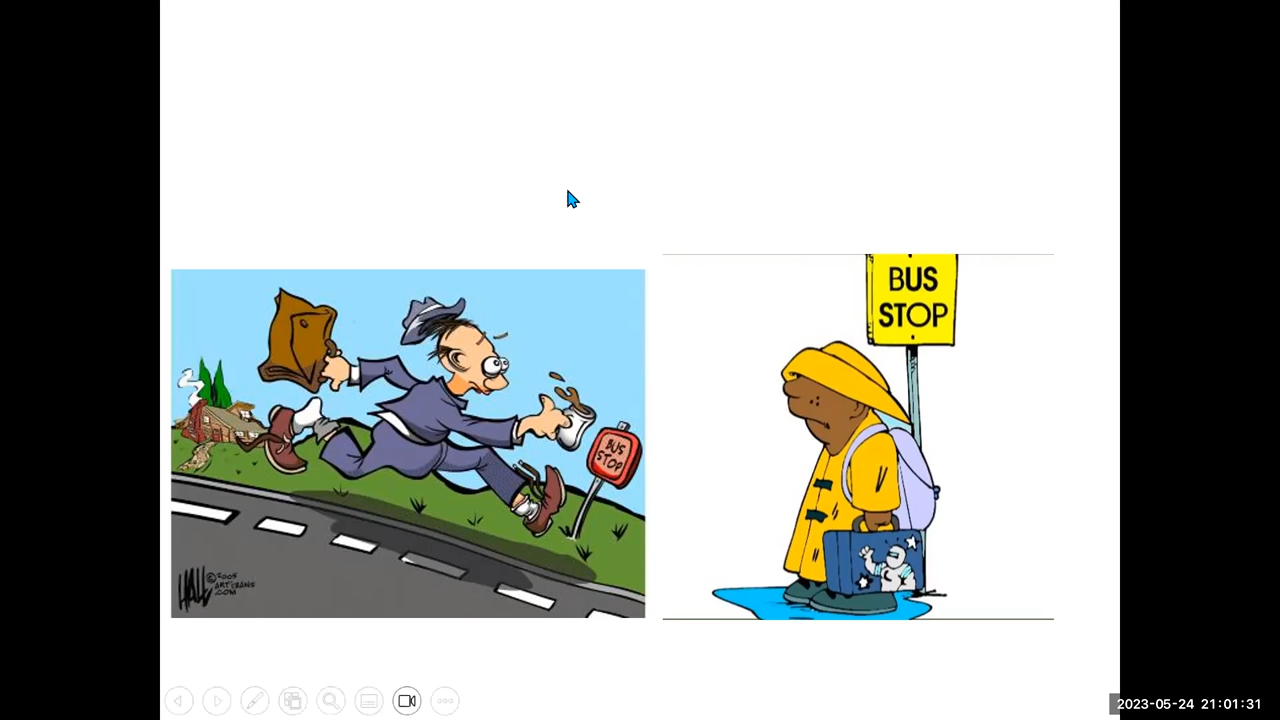 BUS
STOP
HALL
©2005
ARTIZANS
.COM
BUS
STOP
2023-05-24 21:01:31